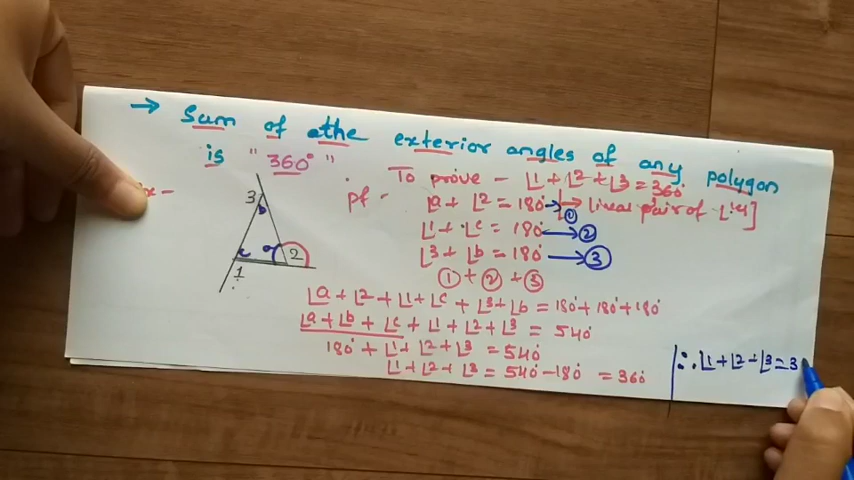 → Sum of the exterior angles of any polygon
is "360°"
To prove - ∠1 + ∠2 + ∠3 = 360°
pf - ∠a + ∠2 = 180° → ① → linear pair of ∠'s]
∠1 + ∠c = 180° → ②
∠3 + ∠b = 180° → ③
① + ② + ③
3
b
c a 2
1
∠a + ∠2 + ∠1 + ∠c + ∠3 + ∠b = 180° + 180° + 180°
∠a + ∠b + ∠c + ∠1 + ∠2 + ∠3 = 540°
180° + ∠1 + ∠2 + ∠3 = 540°
∠1 + ∠2 + ∠3 = 540° - 180° = 360°
∴ ∠1 + ∠2 + ∠3 = 3